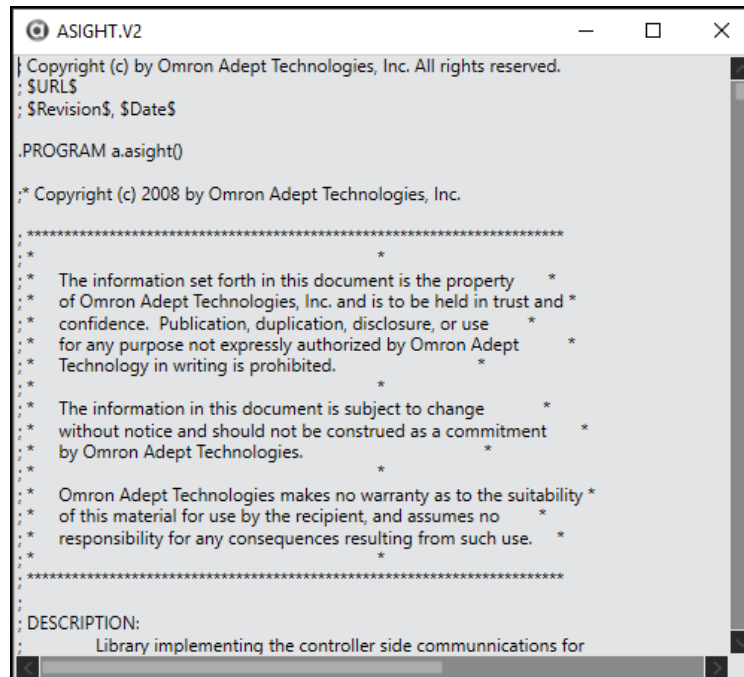 ASIGHT.V2
; Copyright (c) by Omron Adept Technologies, Inc. All rights reserved.
; $URL$
; $Revision$, $Date$
.PROGRAM a.asight()
;* Copyright (c) 2008 by Omron Adept Technologies, Inc.
; ************************************************************************
; * *
; * The information set forth in this document is the property *
; * of Omron Adept Technologies, Inc. and is to be held in trust and *
; * confidence. Publication, duplication, disclosure, or use *
; * for any purpose not expressly authorized by Omron Adept *
; * Technology in writing is prohibited. *
; * *
; * The information in this document is subject to change *
; * without notice and should not be construed as a commitment *
; * by Omron Adept Technologies. *
; * *
; * Omron Adept Technologies makes no warranty as to the suitability *
; * of this material for use by the recipient, and assumes no *
; * responsibility for any consequences resulting from such use. *
; * *
; ************************************************************************
;
; DESCRIPTION:
; Library implementing the controller side communnications for